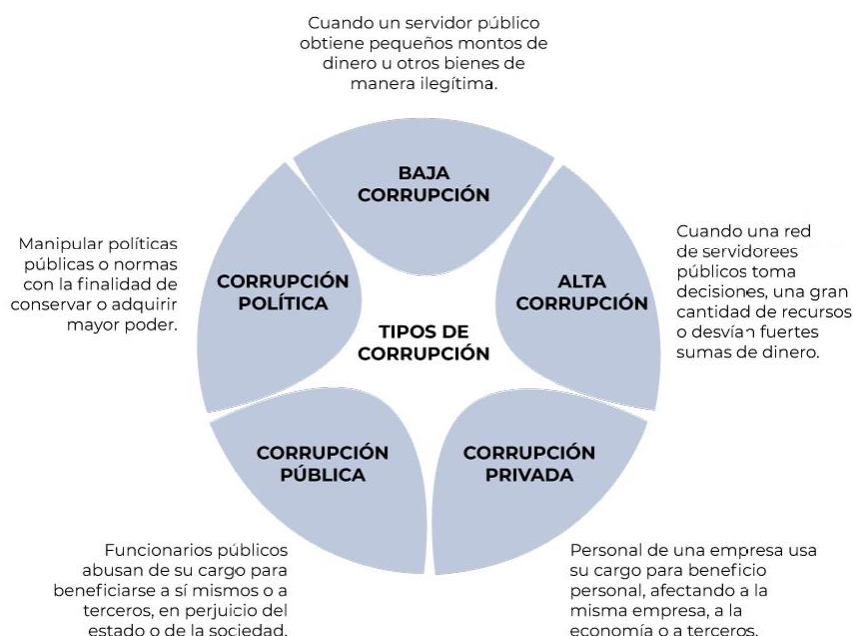 Cuando un servidor público
obtiene pequeños montos de
dinero u otros bienes de
manera ilegítima.
BAJA
CORRUPCIÓN
Manipular políticas
públicas o normas
con la finalidad de
conservar o adquirir
mayor poder.
CORRUPCIÓN
POLÍTICA
ALTA
CORRUPCIÓN
Cuando una red
de servidorees
públicos toma
decisiones, una gran
cantidad de recursos
o desvían fuertes
sumas de dinero.
TIPOS DE
CORRUPCIÓN
CORRUPCIÓN
PÚBLICA
CORRUPCIÓN
PRIVADA
Funcionarios públicos
abusan de su cargo para
beneficiarse a sí mismos o a
terceros, en perjuicio del
estado o de la sociedad.
Personal de una empresa usa
su cargo para beneficio
personal, afectando a la
misma empresa, a la
economía o a terceros.